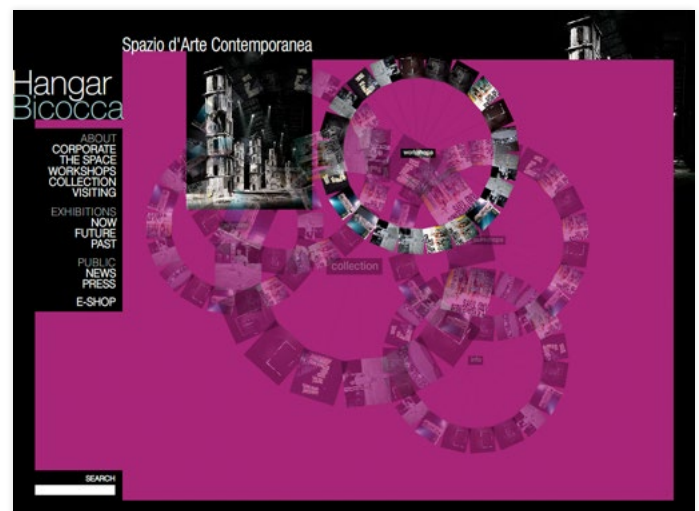 Spazio d'Arte Contemporanea
Hangar
Bicocca
ABOUT
CORPORATE
THE SPACE
WORKSHOPS
COLLECTION
VISITING
EXHIBITIONS
NOW
FUTURE
PAST
PUBLIC
NEWS
PRESS
E-SHOP
SEARCH
workshops
collection